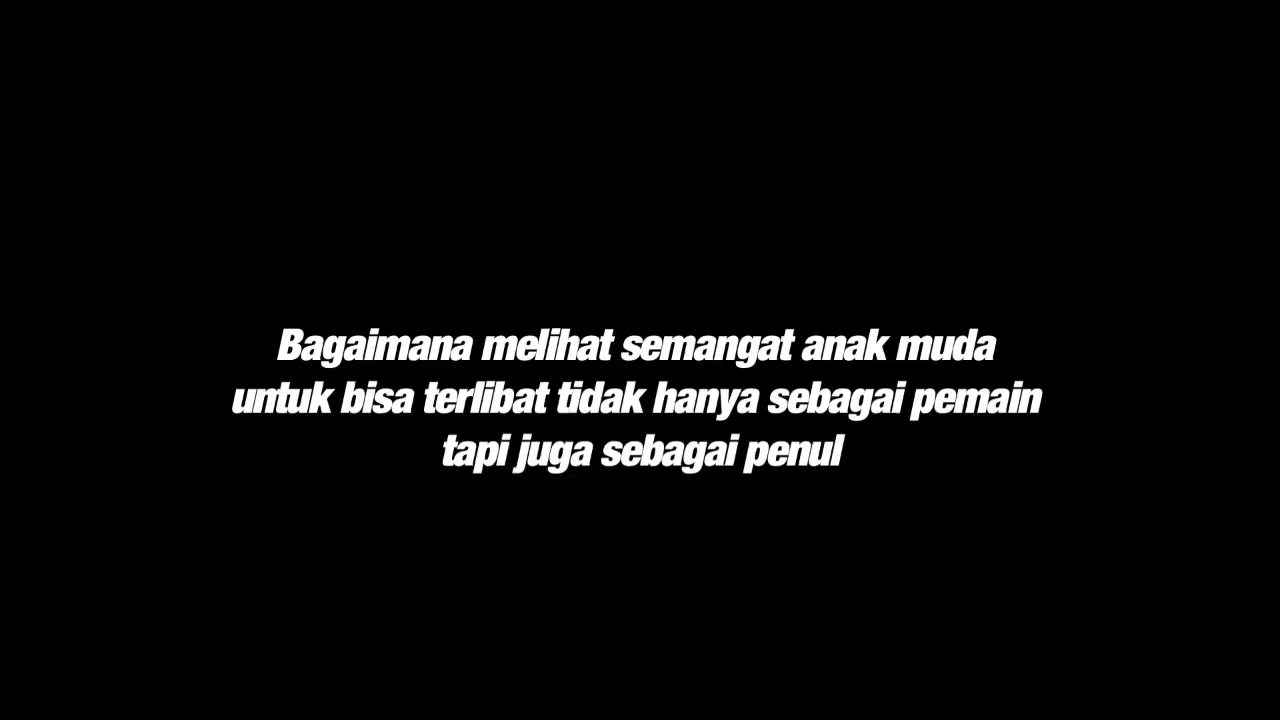 Bagaimana melihat semangat anak muda
untuk bisa terlibat tidak hanya sebagai pemain
tapi juga sebagai penul